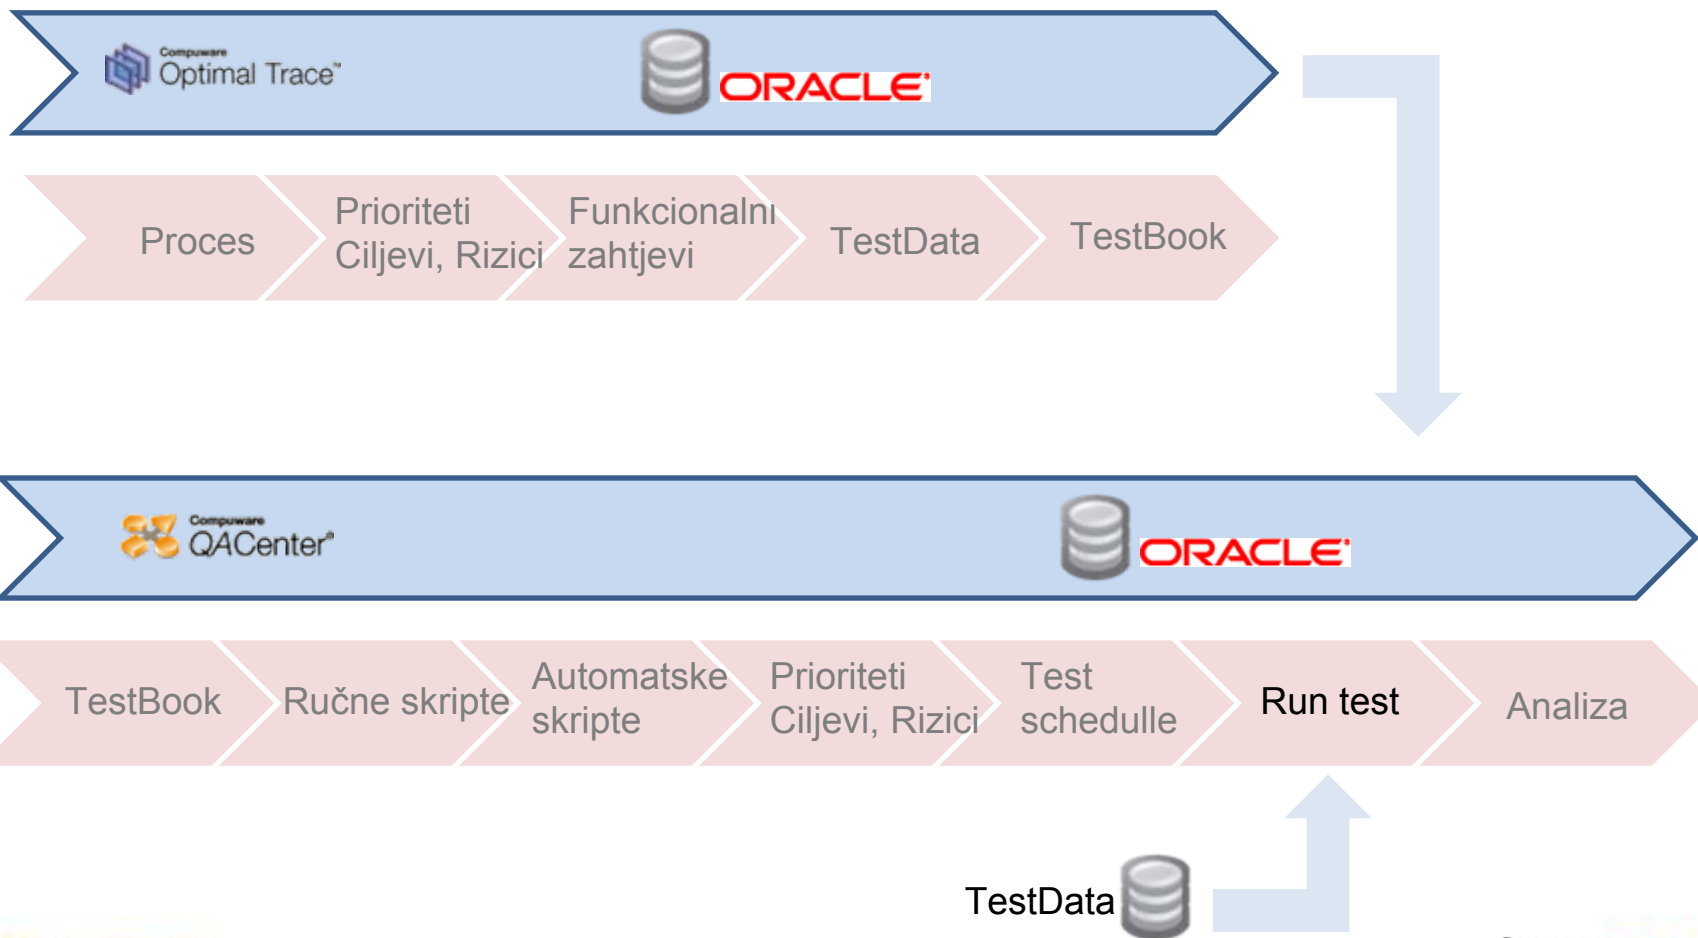 Compuware
Optimal Trace™
ORACLE®
Proces
Prioriteti
Ciljevi, Rizici
Funkcionalni
zahtjevi
TestData
TestBook
Compuware
QACenter®
ORACLE®
TestBook
Ručne skripte
Automatske
skripte
Prioriteti
Ciljevi, Rizici
Test
schedulle
Run test
Analiza
TestData